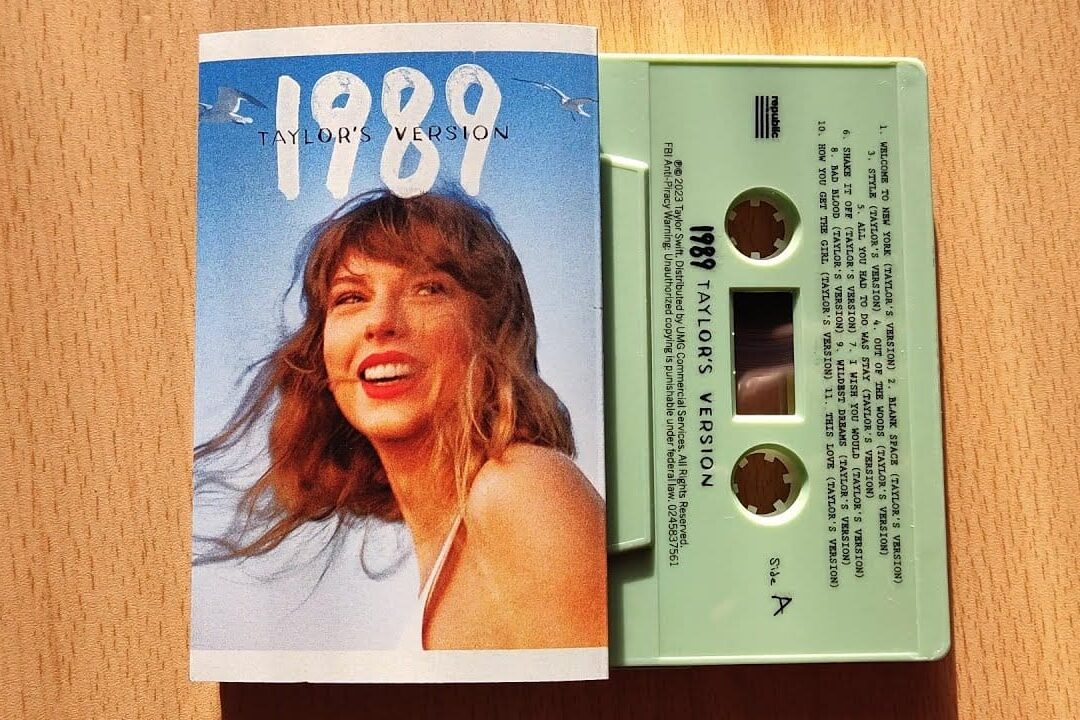 1989
TAYLOR'S VERSION
republic
1. WELCOME TO NEW YORK (TAYLOR'S VERSION) 2. BLANK SPACE (TAYLOR'S VERSION)
3. STYLE (TAYLOR'S VERSION) 4. OUT OF THE WOODS (TAYLOR'S VERSION)
5. ALL YOU HAD TO DO WAS STAY (TAYLOR'S VERSION)
6. SHAKE IT OFF (TAYLOR'S VERSION) 7. I WISH YOU WOULD (TAYLOR'S VERSION)
8. BAD BLOOD (TAYLOR'S VERSION) 9. WILDEST DREAMS (TAYLOR'S VERSION)
10. HOW YOU GET THE GIRL (TAYLOR'S VERSION) 11. THIS LOVE (TAYLOR'S VERSION)
Side A
1989 TAYLOR'S VERSION
℗© 2023 Taylor Swift. Distributed by UMG Commercial Services. All Rights Reserved.
FBI Anti-Piracy Warning: Unauthorized copying is punishable under federal law. 0245837561